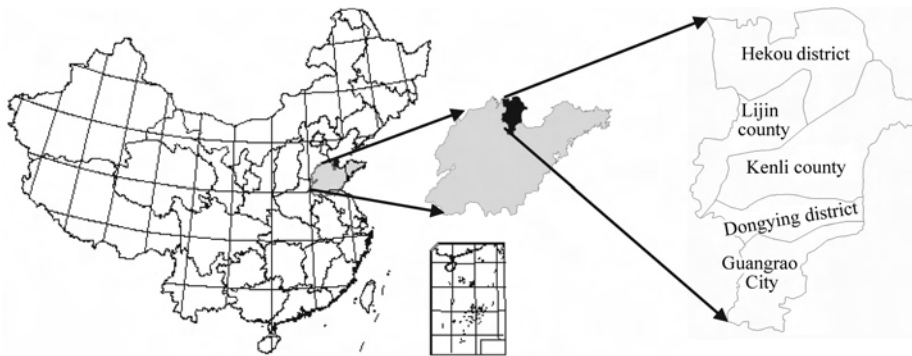 Hekou district
Lijin
county
Kenli county
Dongying district
Guangrao
City